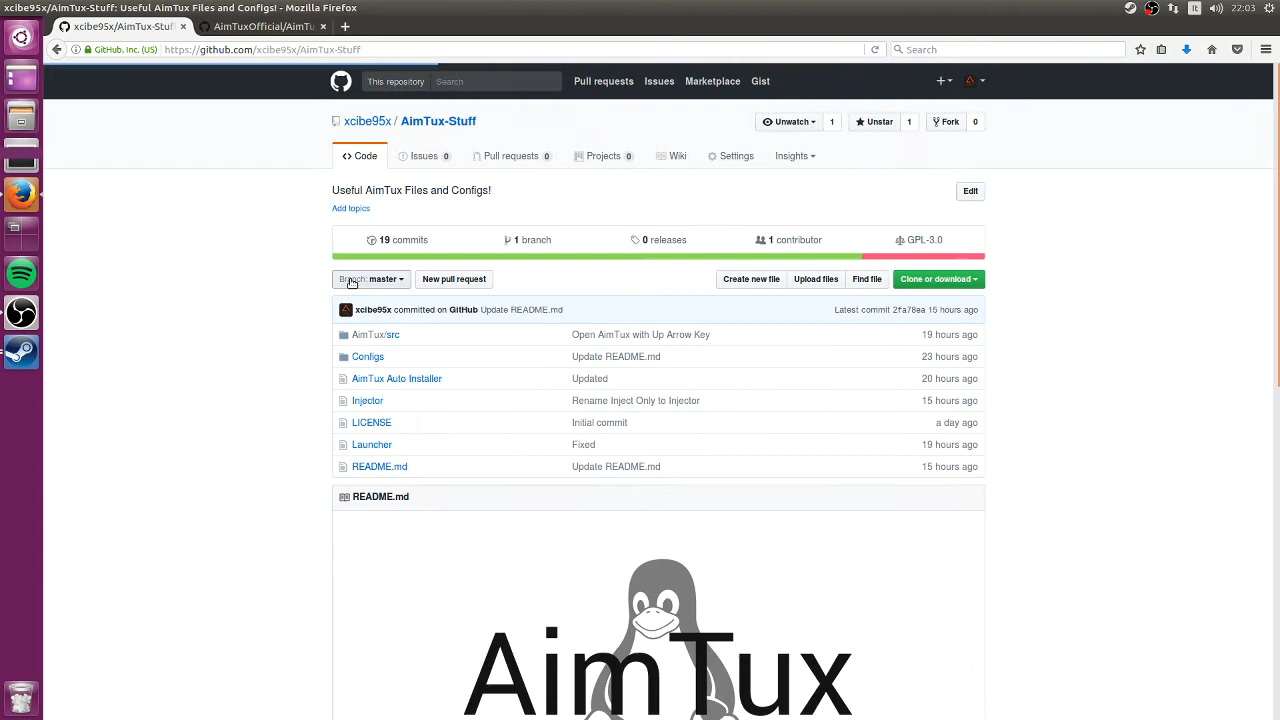 xcibe95x/AimTux-Stuff: Useful AimTux Files and Configs! - Mozilla Firefox
It
22:03
xcibe95x/AimTux-Stuff
AimTuxOfficial/AimTu
GitHub, Inc. (US)
https://github.com/xcibe95x/AimTux-Stuff
Search
This repository
Search
Pull requests
Issues
Marketplace
Gist
xcibe95x / AimTux-Stuff
Unwatch 1
Unstar 1
Fork 0
Code
Issues 0
Pull requests 0
Projects 0
Wiki
Settings
Insights
Useful AimTux Files and Configs!
Edit
Add topics
19 commits
1 branch
0 releases
1 contributor
GPL-3.0
Branch: master
New pull request
Create new file
Upload files
Find file
Clone or download
xcibe95x committed on GitHub Update README.md
Latest commit 2fa78ea 15 hours ago
AimTux/src Open AimTux with Up Arrow Key 19 hours ago
Configs Update README.md 23 hours ago
AimTux Auto Installer Updated 20 hours ago
Injector Rename Inject Only to Injector 15 hours ago
LICENSE Initial commit a day ago
Launcher Fixed 19 hours ago
README.md Update README.md 15 hours ago
README.md
AimTux